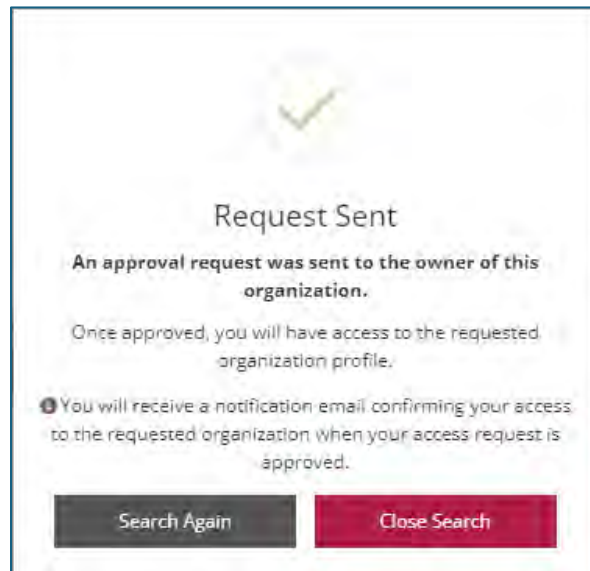 Request Sent
An approval request was sent to the owner of this
organization.
Once approved, you will have access to the requested
organization profile.
You will receive a notification email confirming your access
to the requested organization when your access request is
approved.
Search Again
Close Search